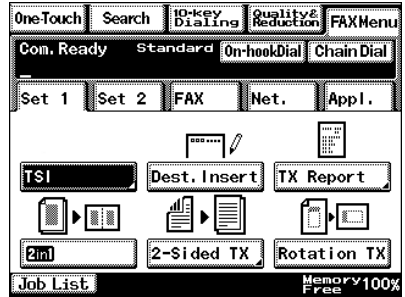 One-Touch Search 10-key Dialing Quality& Reduction FAX Menu
Com. Ready Standard On-hookDial Chain Dial
Set 1 Set 2 FAX Net. Appl.
TSI Dest. Insert TX Report
2in1 2-Sided TX Rotation TX
Job List Memory Free 100%